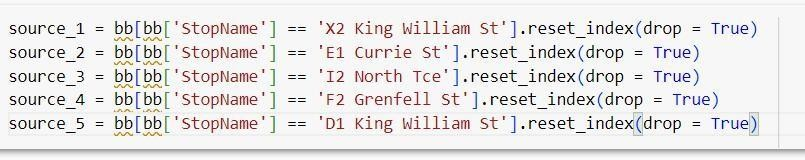 source_1 = bb[bb['StopName'] == 'X2 King William St'].reset_index(drop = True)
source_2 = bb[bb['StopName'] == 'E1 Currie St'].reset_index(drop = True)
source_3 = bb[bb['StopName'] == 'I2 North Tce'].reset_index(drop = True)
source_4 = bb[bb['StopName'] == 'F2 Grenfell St'].reset_index(drop = True)
source_5 = bb[bb['StopName'] == 'D1 King William St'].reset_index(drop = True)